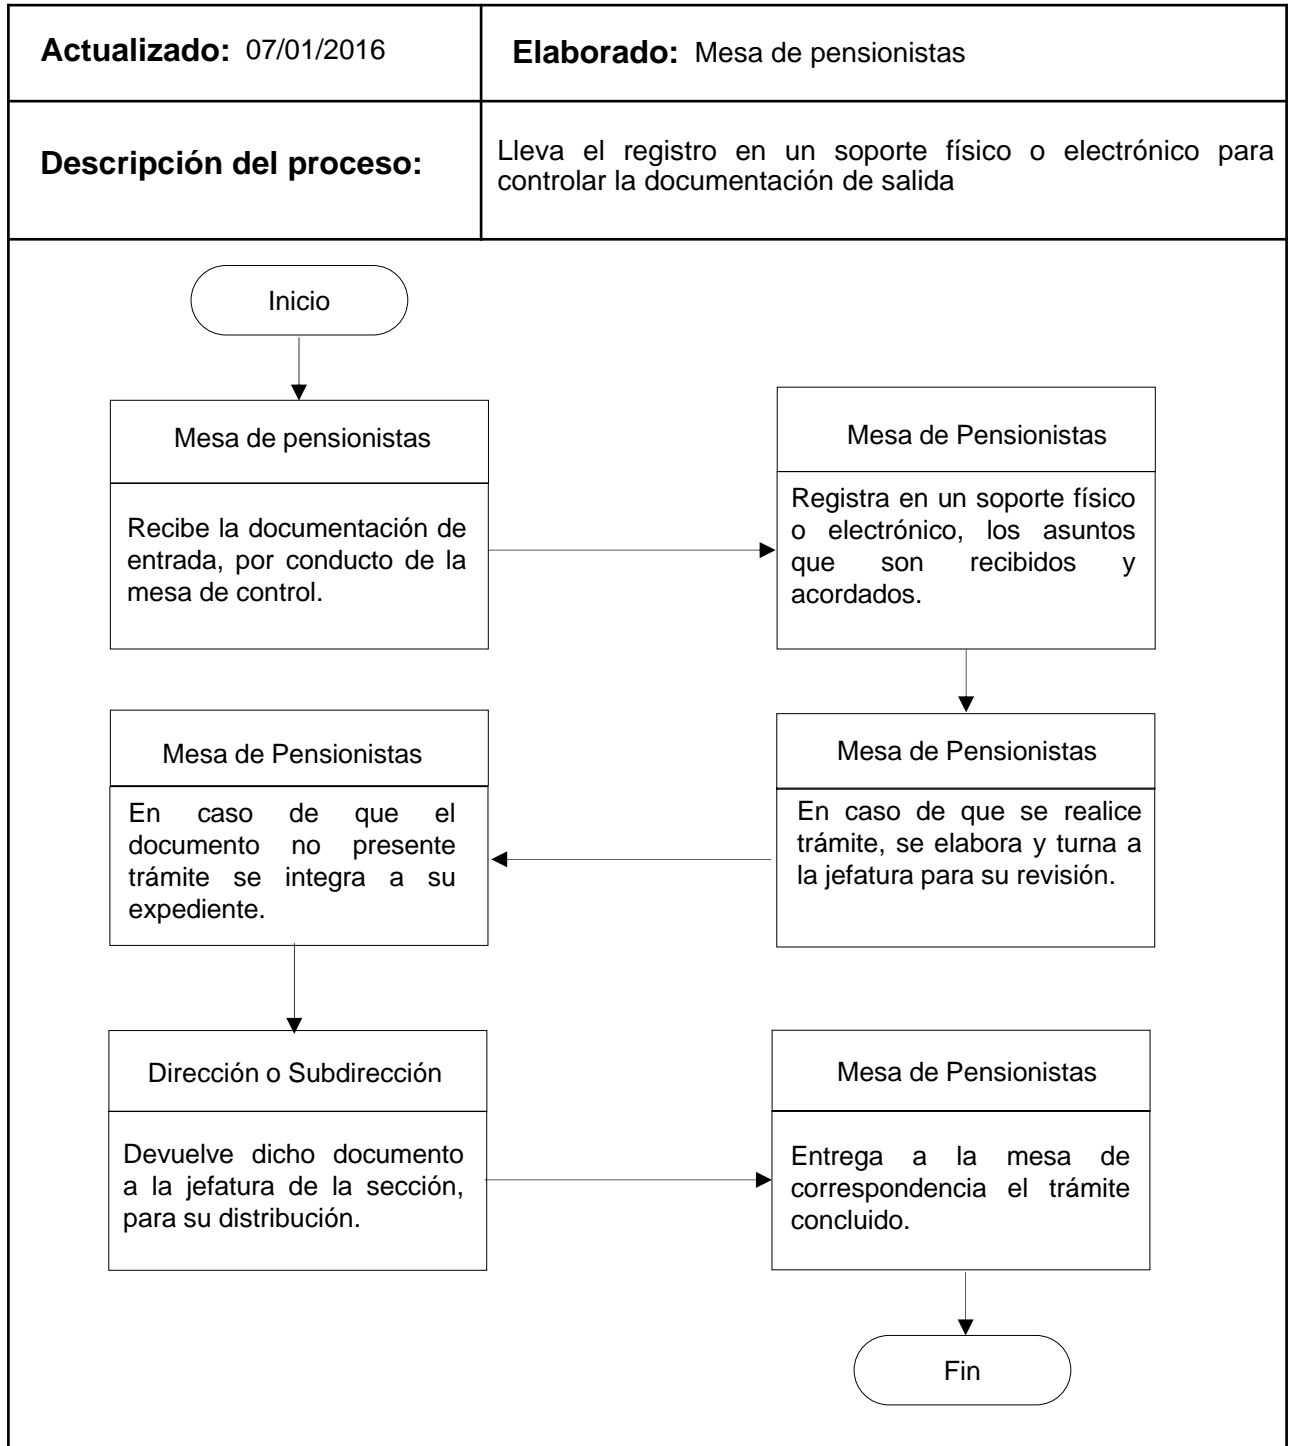 Actualizado: 07/01/2016
Elaborado: Mesa de pensionistas
Descripción del proceso:
Lleva el registro en un soporte físico o electrónico para
controlar la documentación de salida
Inicio
Mesa de pensionistas
Recibe la documentación de
entrada, por conducto de la
mesa de control.
Mesa de Pensionistas
Registra en un soporte físico
o electrónico, los asuntos
que son recibidos y
acordados.
Mesa de Pensionistas
En caso de que se realice
trámite, se elabora y turna a
la jefatura para su revisión.
Mesa de Pensionistas
En caso de que el
documento no presente
trámite se integra a su
expediente.
Dirección o Subdirección
Devuelve dicho documento
a la jefatura de la sección,
para su distribución.
Mesa de Pensionistas
Entrega a la mesa de
correspondencia el trámite
concluido.
Fin